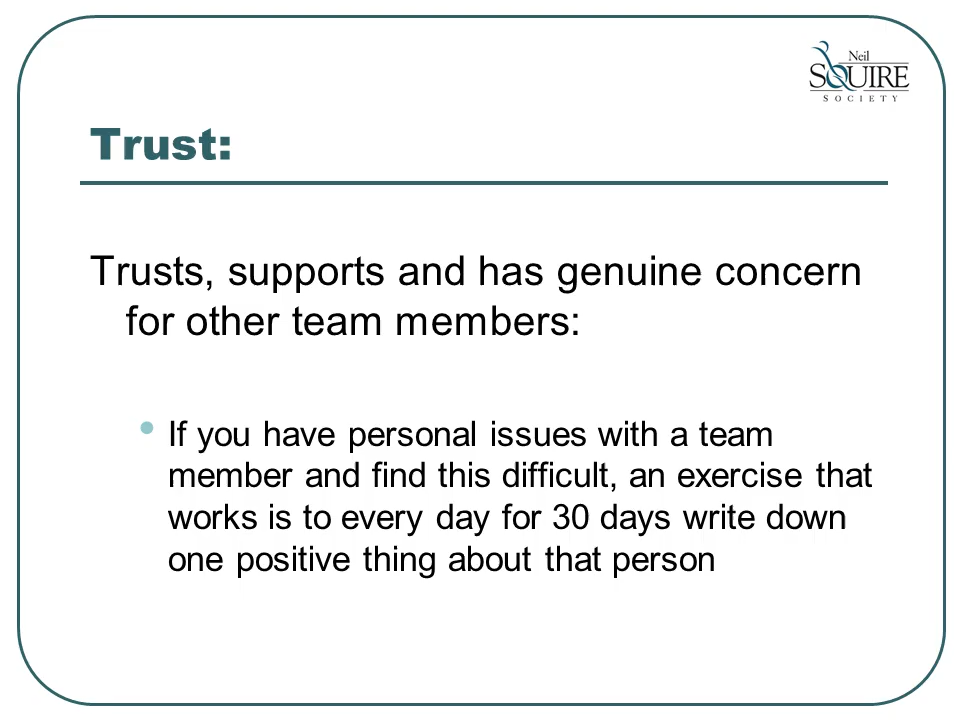 Neil
SQUIRE
SOCIETY
Trust:
Trusts, supports and has genuine concern
for other team members:
If you have personal issues with a team
member and find this difficult, an exercise that
works is to every day for 30 days write down
one positive thing about that person